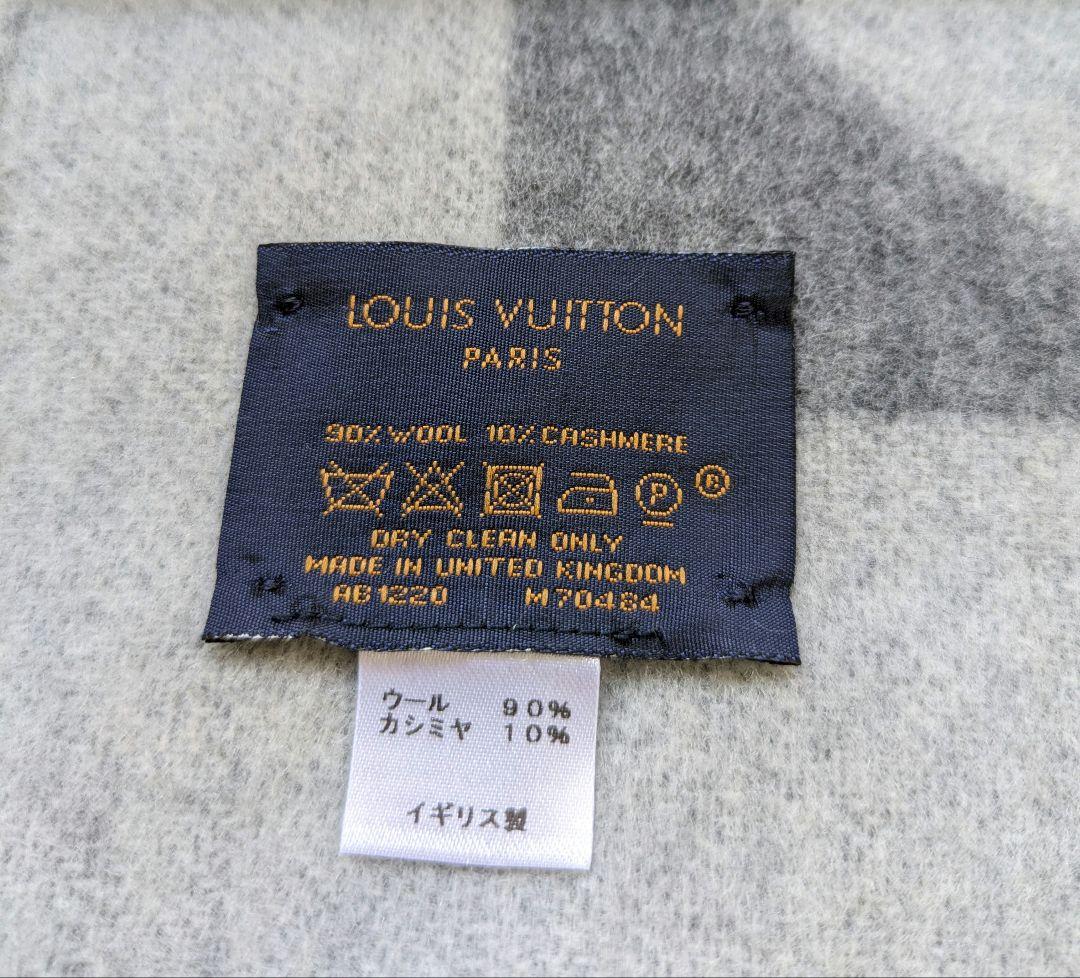 LOUIS VUITTON
PARIS
90% WOOL 10% CASHMERE
P ®
DRY CLEAN ONLY
MADE IN UNITED KINGDOM
AB1220 M70484
ウール 90%
カシミヤ 10%
イギリス製